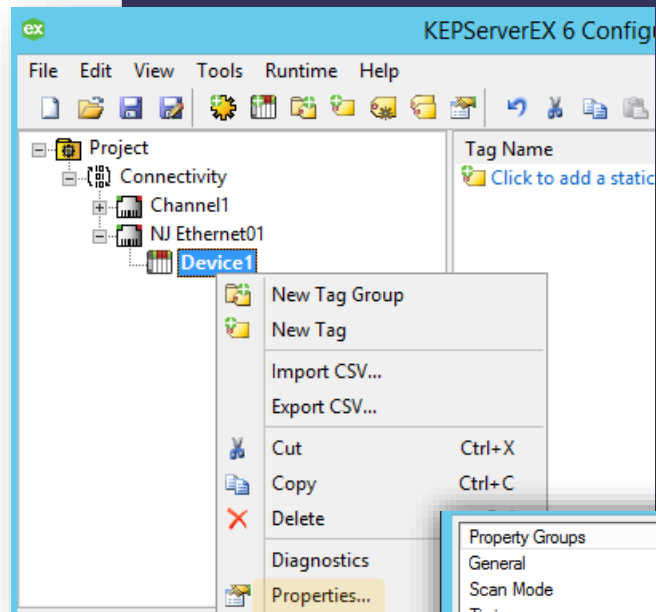 ex KEPServerEX 6 Config
File Edit View Tools Runtime Help
Project
Connectivity
Channel1
NJ Ethernet01
Device1
Tag Name
Click to add a static
New Tag Group
New Tag
Import CSV...
Export CSV...
Cut Ctrl+X
Copy Ctrl+C
Delete
Diagnostics
Properties...
Property Groups
General
Scan Mode